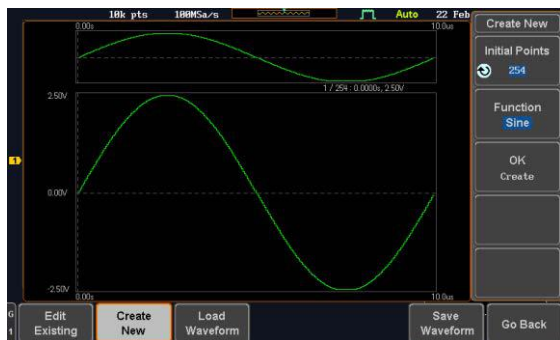 10k pts 100MSa/s Auto 22 Feb
0.00s 10.0us
1 / 254 : 0.0000s, 2.50V
2.50V
1
0.00V
-2.50V
0.00s 10.0us
Create New
Initial Points
254
Function
Sine
OK
Create
G
1
Edit
Existing
Create
New
Load
Waveform
Save
Waveform
Go Back